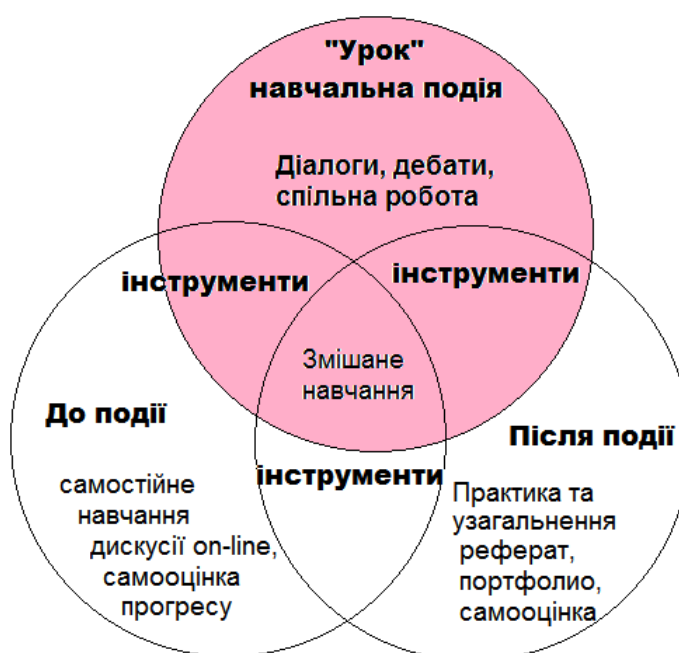 "Урок"
навчальна подія
Діалоги, дебати,
спільна робота
інструменти
інструменти
Змішане
навчання
До події
Після події
інструменти
самостійне
навчання
дискусії on-line,
самооцінка
прогресу
Практика та
узагальнення
реферат,
портфолио,
самооцінка